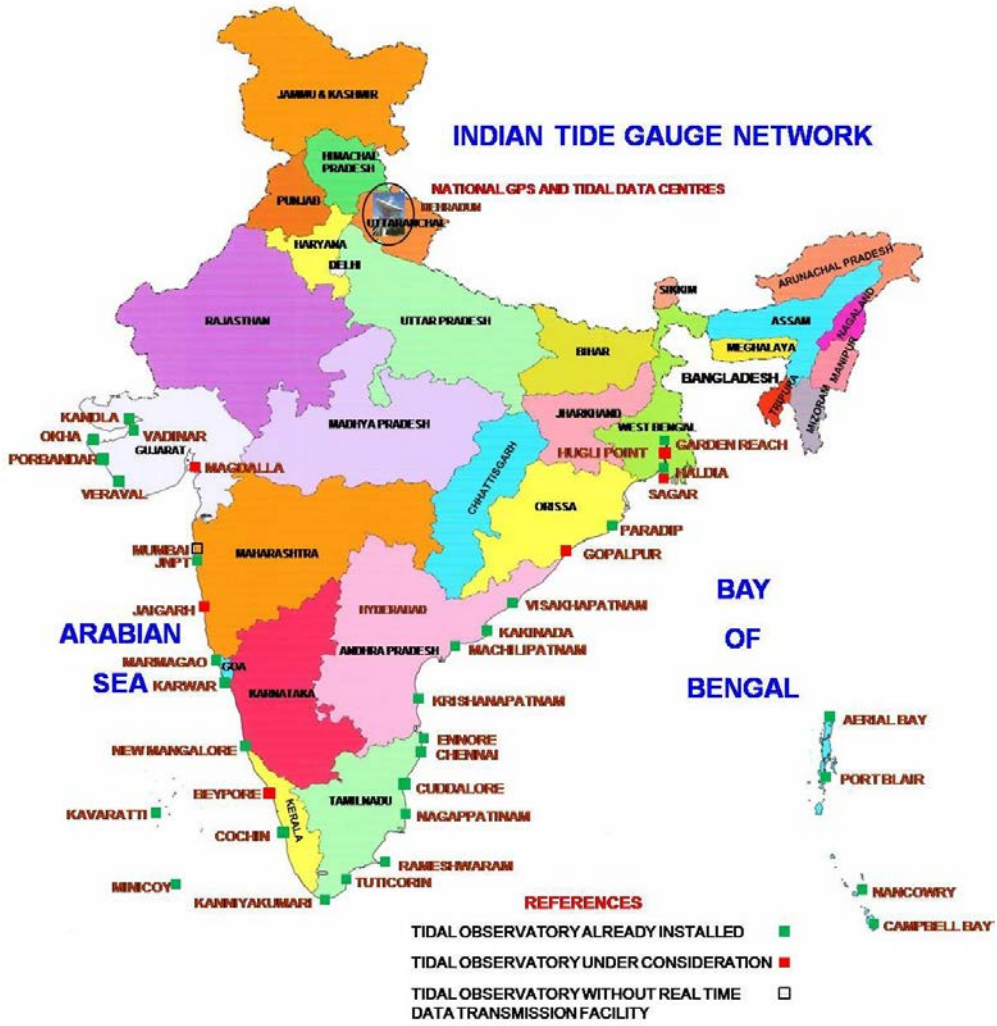 JAMMU & KASHMIR
INDIAN TIDE GAUGE NETWORK
HIMACHAL
PRADESH
NATIONAL GPS AND TIDAL DATA CENTRES
PUNJAB
DEHRADUN
UTTARANCHAL
HARYANA
DELHI
ARUNACHAL PRADESH
SIKKIM
RAJASTHAN
UTTAR PRADESH
ASSAM
NAGALAND
BIHAR
MEGHALAYA
MANIPUR
BANGLADESH
TRIPURA
MIZORAM
KANDLA
VADINAR
OKHA
GUJARAT
PORBANDAR
MAGDALLA
VERAVAL
MADHYA PRADESH
JHARKHAND
WEST BENGAL
GARDEN REACH
HUGLI POINT
HALDIA
SAGAR
CHHATTISGARH
ORISSA
PARADIP
GOPALPUR
MUMBAI
JNPT
MAHARASHTRA
JAIGARH
HYDERABAD
VISAKHAPATNAM
KAKINADA
MACHILIPATNAM
ANDHRA PRADESH
BAY
OF
BENGAL
ARABIAN
SEA
MARMAGAO
GOA
KARWAR
KARNATAKA
KRISHANAPATNAM
ENNORE
CHENNAI
NEW MANGALORE
CUDDALORE
BEYPORE
TAMILNADU
NAGAPPATINAM
KERALA
KAVARATTI
COCHIN
RAMESHWARAM
TUTICORIN
MINICOY
KANNIYAKUMARI
AERIAL BAY
PORT BLAIR
NANCOWRY
CAMPBELL BAY
REFERENCES
TIDAL OBSERVATORY ALREADY INSTALLED
TIDAL OBSERVATORY UNDER CONSIDERATION
TIDAL OBSERVATORY WITHOUT REAL TIME
DATA TRANSMISSION FACILITY